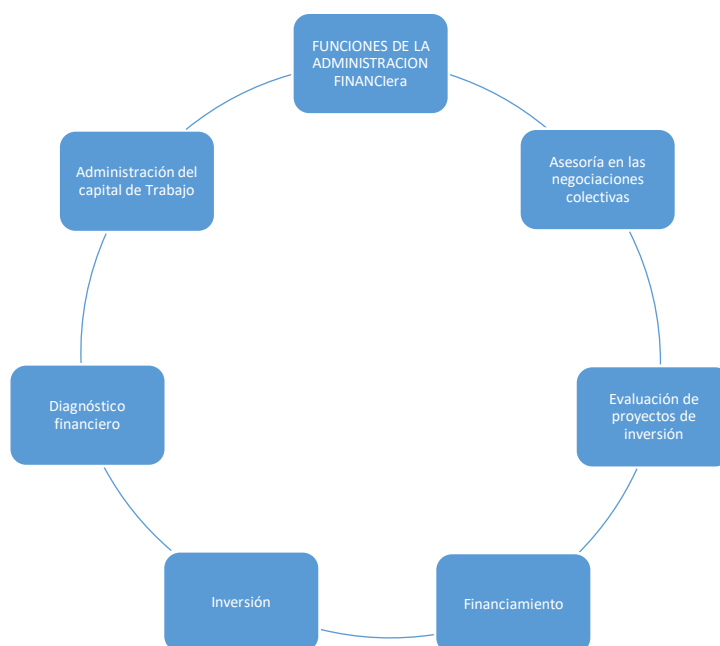 FUNCIONES DE LA
ADMINISTRACION
FINANCIera
Asesoría en las
negociaciones
colectivas
Evaluación de
proyectos de
inversión
Financiamiento
Inversión
Diagnóstico
financiero
Administración del
capital de Trabajo